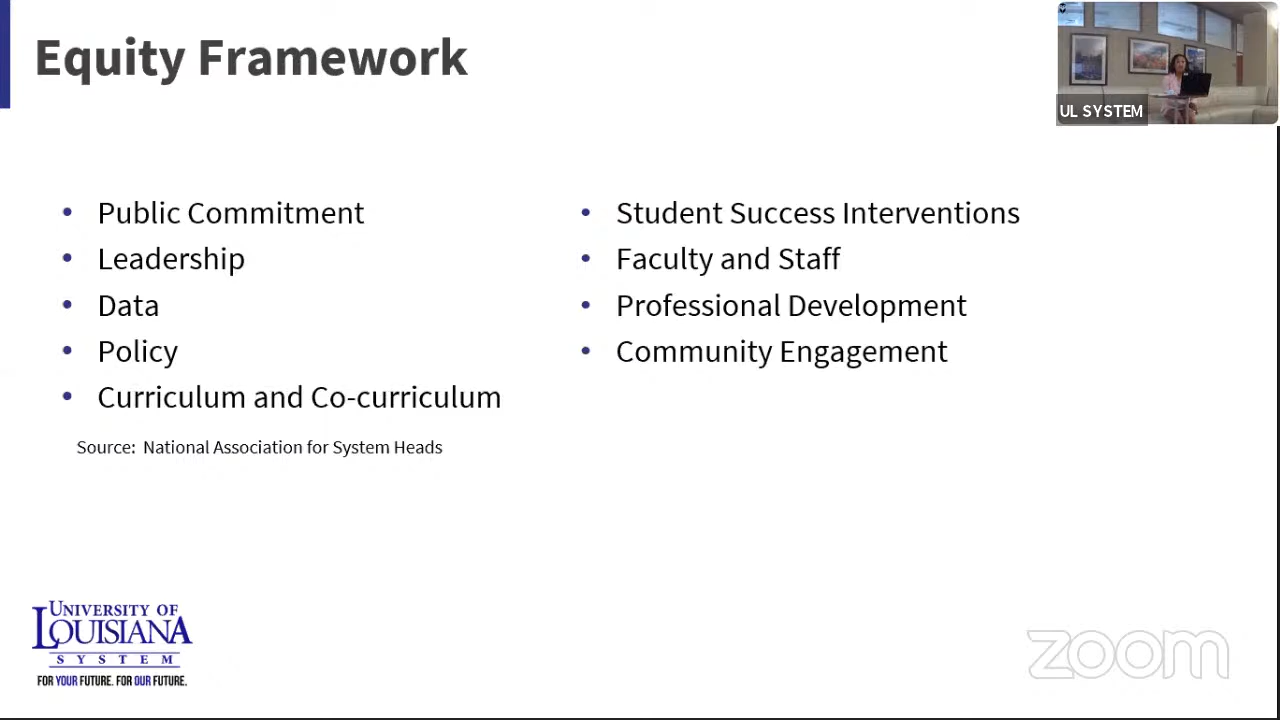 Equity Framework
UL SYSTEM
Public Commitment
Leadership
Data
Policy
Curriculum and Co-curriculum
Source: National Association for System Heads
Student Success Interventions
Faculty and Staff
Professional Development
Community Engagement
UNIVERSITY OF
LOUISIANA
SYSTEM
FOR YOUR FUTURE. FOR OUR FUTURE.
zoom